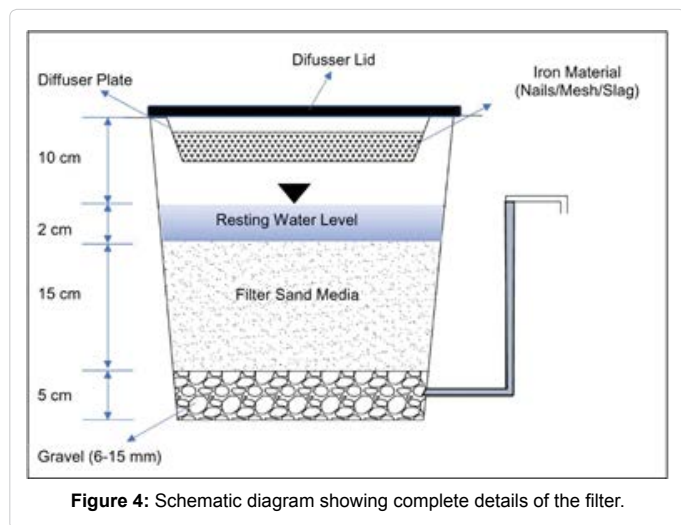 Difusser Lid
Diffuser Plate
Iron Material
(Nails/Mesh/Slag)
10 cm
2 cm
Resting Water Level
15 cm
Filter Sand Media
5 cm
Gravel (6-15 mm)
Figure 4: Schematic diagram showing complete details of the filter.